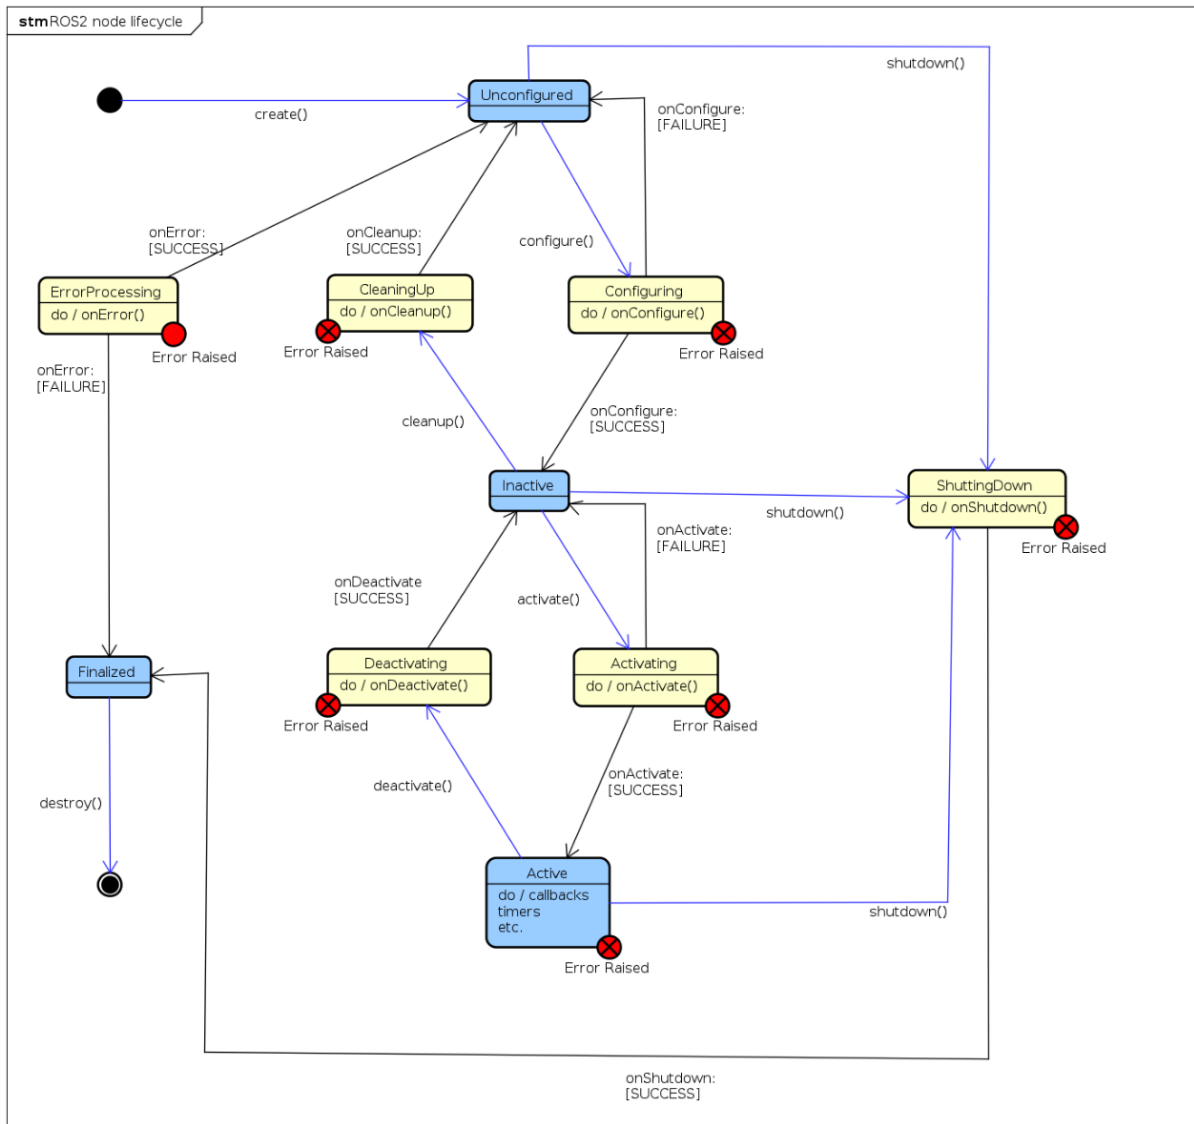 stm ROS2 node lifecycle
shutdown()
Unconfigured
create()
onConfigure:
[FAILURE]
onError:
[SUCCESS]
onCleanup:
[SUCCESS]
configure()
ErrorProcessing
do / onError()
Error Raised
CleaningUp
do / onCleanup()
Error Raised
Configuring
do / onConfigure()
Error Raised
onError:
[FAILURE]
cleanup()
onConfigure:
[SUCCESS]
Inactive
shutdown()
ShuttingDown
do / onShutdown()
Error Raised
onActivate:
[FAILURE]
onDeactivate
[SUCCESS]
activate()
Finalized
Deactivating
do / onDeactivate()
Error Raised
Activating
do / onActivate()
Error Raised
destroy()
deactivate()
onActivate:
[SUCCESS]
Active
do / callbacks
timers
etc.
Error Raised
shutdown()
onShutdown:
[SUCCESS]